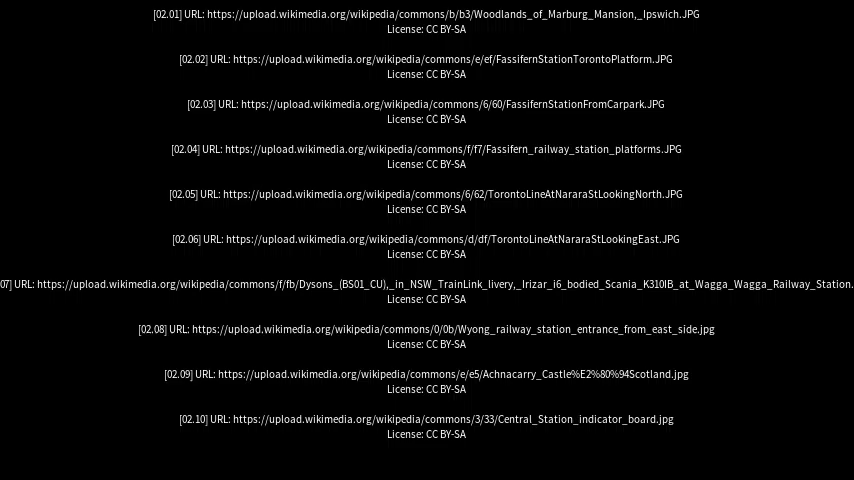 [02.01] URL: https://upload.wikimedia.org/wikipedia/commons/b/b3/Woodlands_of_Marburg_Mansion,_Ipswich.JPG
License: CC BY-SA
[02.02] URL: https://upload.wikimedia.org/wikipedia/commons/e/ef/FassifernStationTorontoPlatform.JPG
License: CC BY-SA
[02.03] URL: https://upload.wikimedia.org/wikipedia/commons/6/60/FassifernStationFromCarpark.JPG
License: CC BY-SA
[02.04] URL: https://upload.wikimedia.org/wikipedia/commons/f/f7/Fassifern_railway_station_platforms.JPG
License: CC BY-SA
[02.05] URL: https://upload.wikimedia.org/wikipedia/commons/6/62/TorontoLineAtNararaStLookingNorth.JPG
License: CC BY-SA
[02.06] URL: https://upload.wikimedia.org/wikipedia/commons/d/df/TorontoLineAtNararaStLookingEast.JPG
License: CC BY-SA
07] URL: https://upload.wikimedia.org/wikipedia/commons/f/fb/Dysons_(BS01_CU),_in_NSW_TrainLink_livery,_Irizar_i6_bodied_Scania_K310IB_at_Wagga_Wagga_Railway_Station.
License: CC BY-SA
[02.08] URL: https://upload.wikimedia.org/wikipedia/commons/0/0b/Wyong_railway_station_entrance_from_east_side.jpg
License: CC BY-SA
[02.09] URL: https://upload.wikimedia.org/wikipedia/commons/e/e5/Achnacarry_Castle%E2%80%94Scotland.jpg
License: CC BY-SA
[02.10] URL: https://upload.wikimedia.org/wikipedia/commons/3/33/Central_Station_indicator_board.jpg
License: CC BY-SA